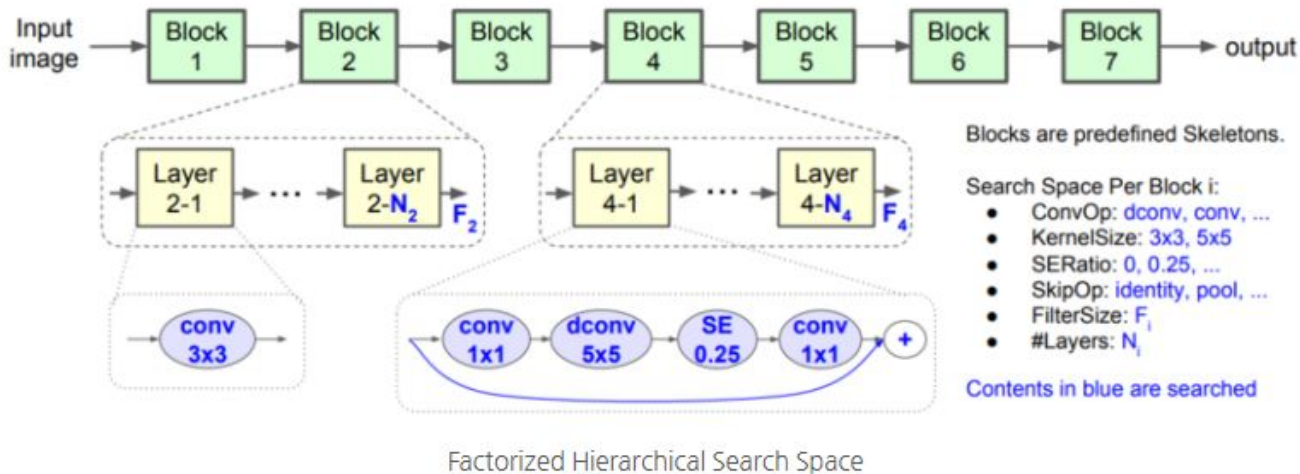 Input
image
Block
1
Block
2
Block
3
Block
4
Block
5
Block
6
Block
7
output
Layer
2-1
...
Layer
2-N₂
F₂
Layer
4-1
...
Layer
4-N₄
F₄
conv
3x3
conv
1x1
dconv
5x5
SE
0.25
conv
1x1
+
Blocks are predefined Skeletons.
Search Space Per Block i:
● ConvOp: dconv, conv, ...
● KernelSize: 3x3, 5x5
● SERatio: 0, 0.25, ...
● SkipOp: identity, pool, ...
● FilterSize: Fᵢ
● #Layers: Nᵢ
Contents in blue are searched
Factorized Hierarchical Search Space